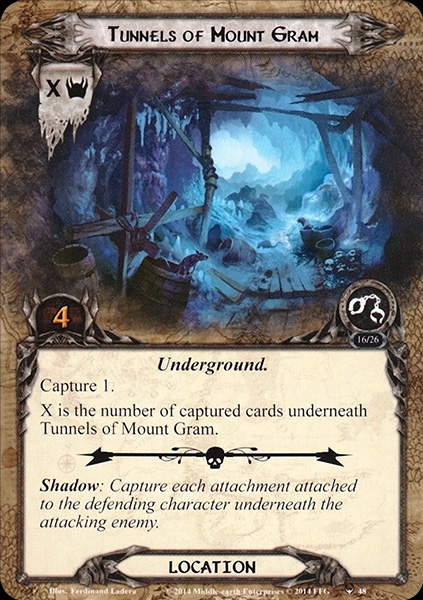 TUNNELS OF MOUNT GRAM
X
4
16/26
Underground.
Capture 1.
X is the number of captured cards underneath
Tunnels of Mount Gram.
Shadow: Capture each attachment attached
to the defending character underneath the
attacking enemy.
LOCATION
Illus. Ferdinand Ladera © 2014 Middle-earth Enterprises © 2014 FFG 48